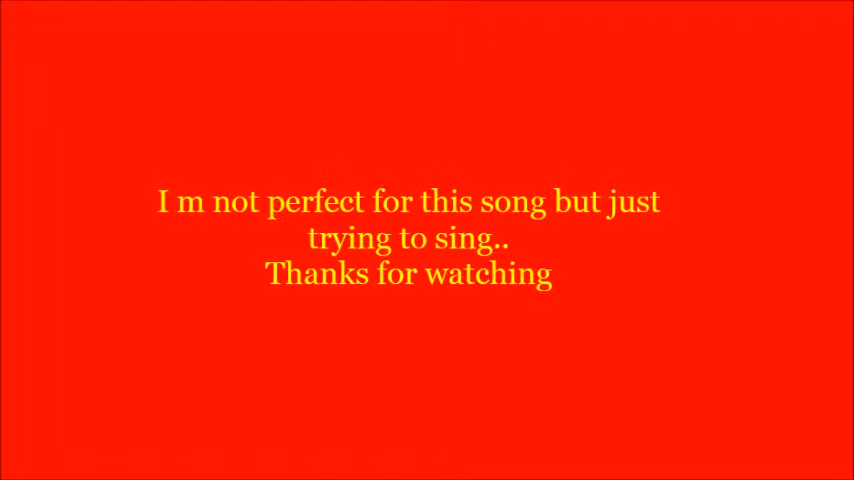 I m not perfect for this song but just
trying to sing..
Thanks for watching